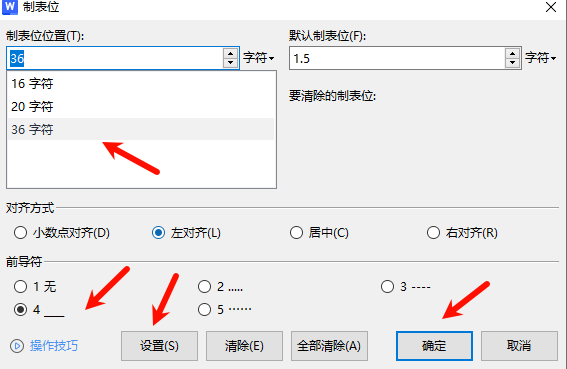 制表位
制表位位置(T): 默认制表位(F):
36 字符 1.5 字符
16 字符
20 字符
36 字符
要清除的制表位:
对齐方式
小数点对齐(D) 左对齐(L) 居中(C) 右对齐(R)
前导符
1 无 2 ..... 3 ----
4 ___ 5 ······
操作技巧 设置(S) 清除(E) 全部清除(A) 确定 取消